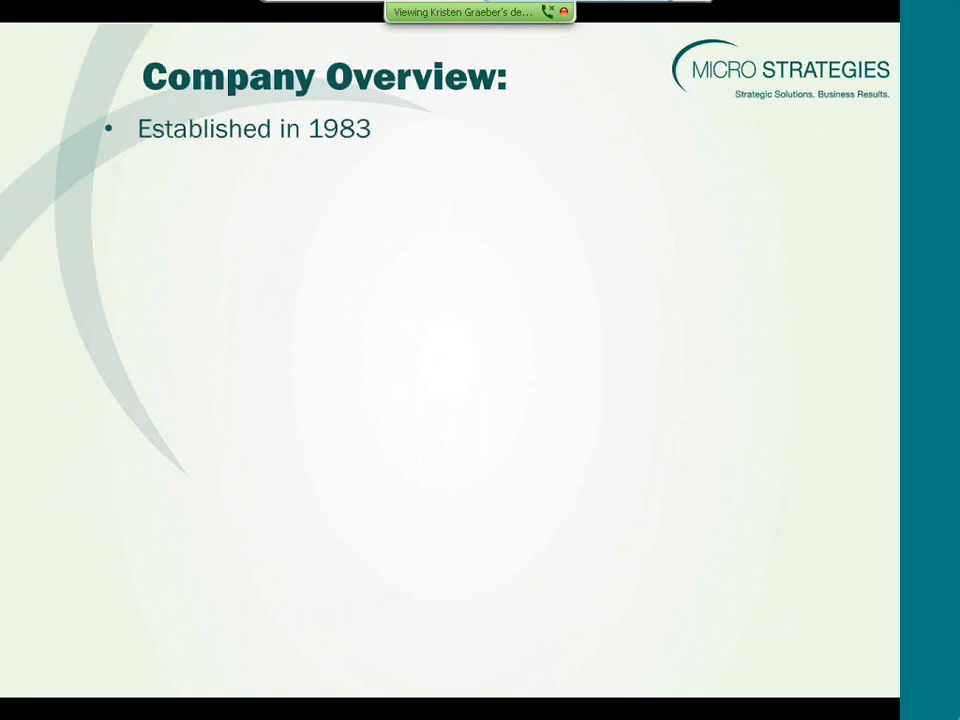 Viewing Kristen Graeber's de...
Company Overview:
MICRO STRATEGIES
Strategic Solutions. Business Results.
• Established in 1983